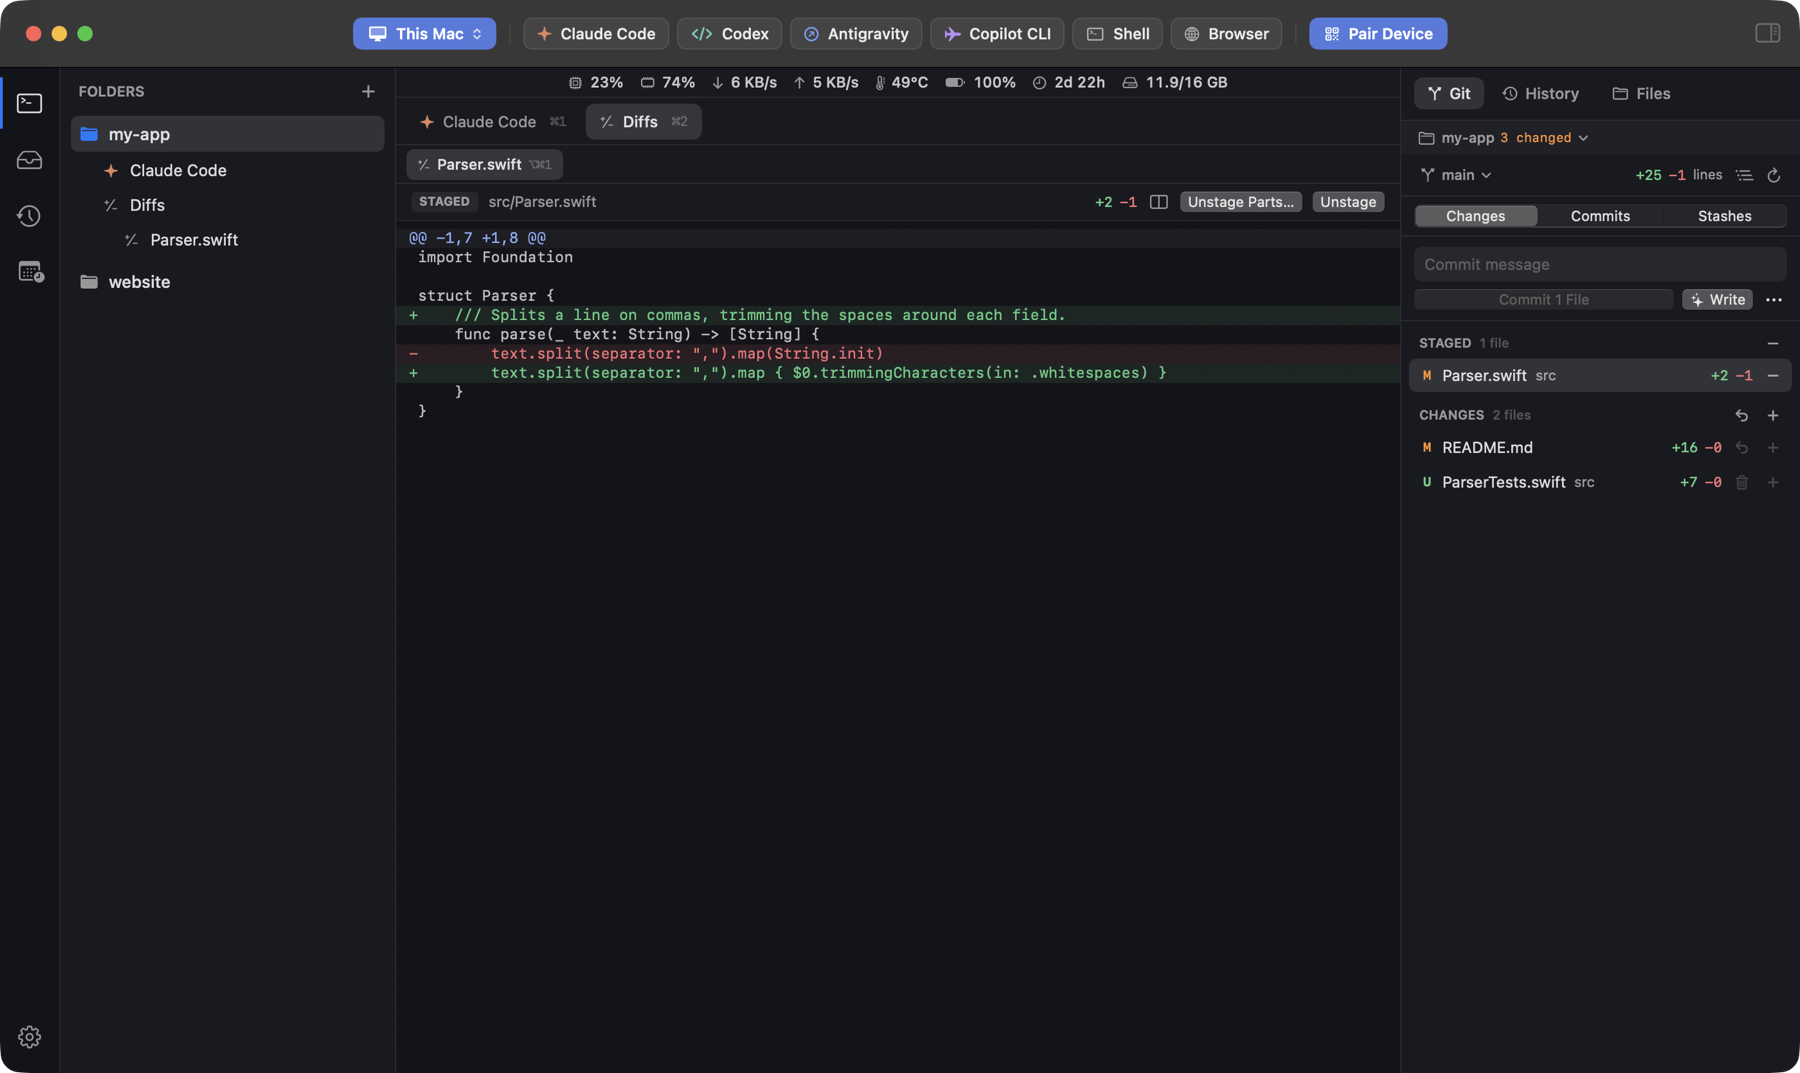 This Mac
Claude Code
Codex
Antigravity
Copilot CLI
Shell
Browser
Pair Device
FOLDERS
my-app
Claude Code
Diffs
Parser.swift
website
23% 74% ↓ 6 KB/s ↑ 5 KB/s 49°C 100% 2d 22h 11.9/16 GB
Claude Code ⌘1
Diffs ⌘2
Parser.swift ⌥⌘1
STAGED src/Parser.swift +2 −1 Unstage Parts... Unstage
@@ −1,7 +1,8 @@
import Foundation
struct Parser {
+ /// Splits a line on commas, trimming the spaces around each field.
func parse(_ text: String) -> [String] {
− text.split(separator: ",").map(String.init)
+ text.split(separator: ",").map { $0.trimmingCharacters(in: .whitespaces) }
}
}
Git History Files
my-app 3 changed
main +25 −1 lines
Changes Commits Stashes
Commit message
Commit 1 File Write
STAGED 1 file
M Parser.swift src +2 −1
CHANGES 2 files
M README.md +16 −0
U ParserTests.swift src +7 −0